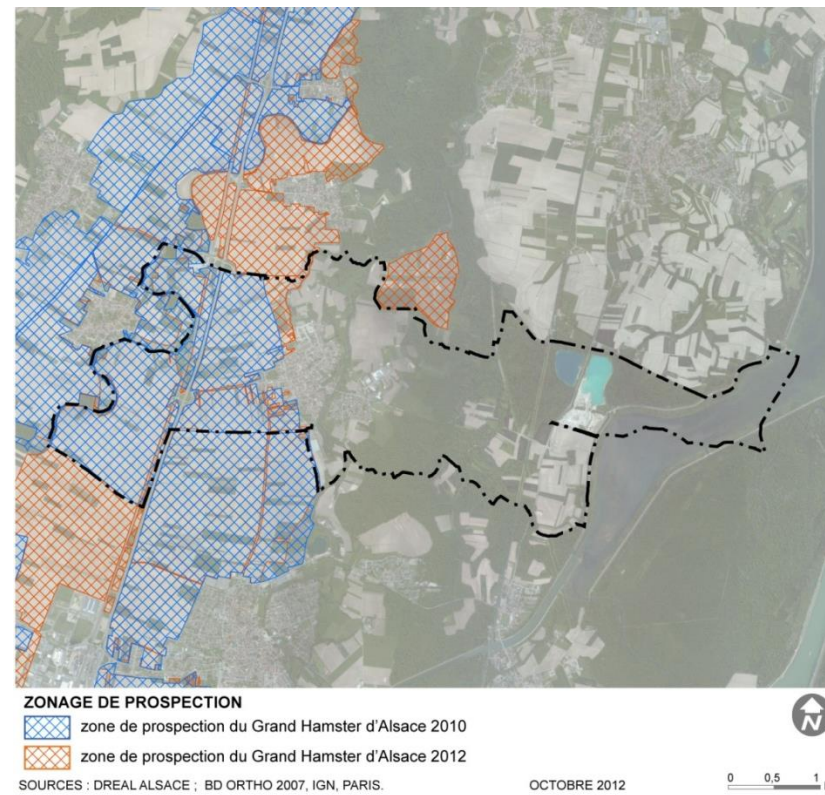 ZONAGE DE PROSPECTION
zone de prospection du Grand Hamster d'Alsace 2010
zone de prospection du Grand Hamster d'Alsace 2012
SOURCES : DREAL ALSACE ; BD ORTHO 2007, IGN, PARIS.
OCTOBRE 2012
0 0,5 1
N